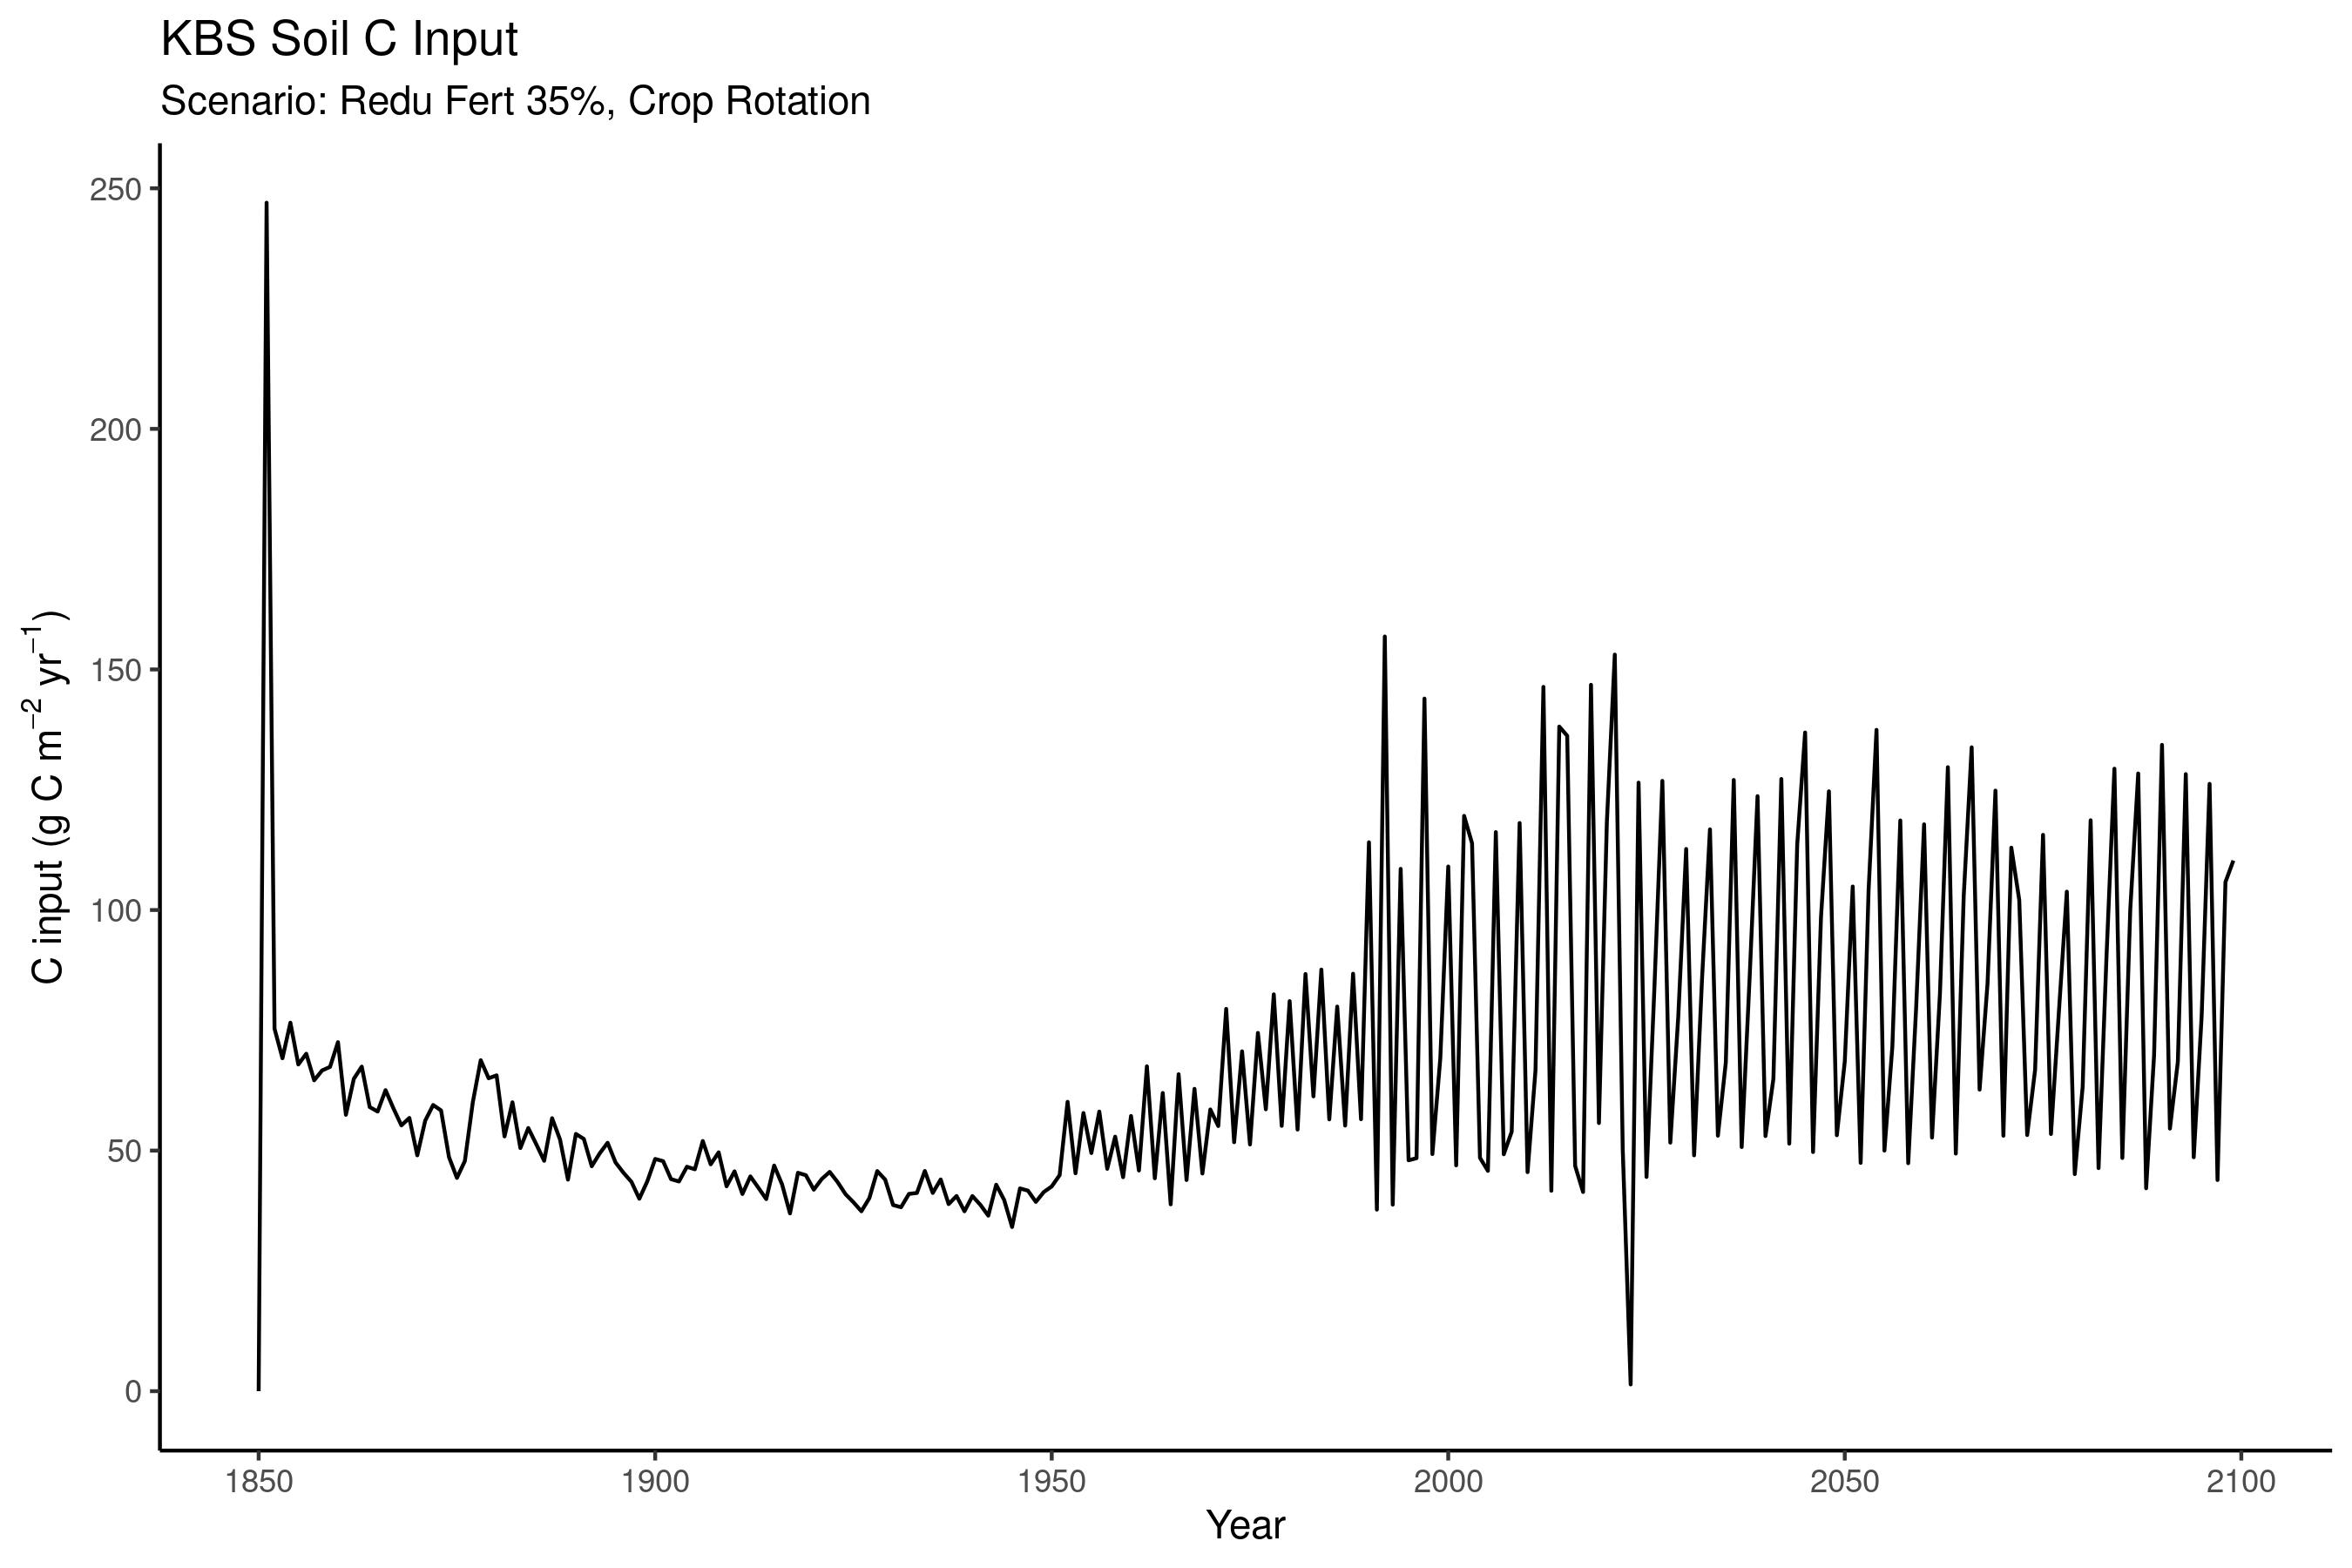 KBS Soil C Input
Scenario: Redu Fert 35%, Crop Rotation
250
200
150
100
50
0
C input (g C m⁻² yr⁻¹)
1850 1900 1950 2000 2050 2100
Year